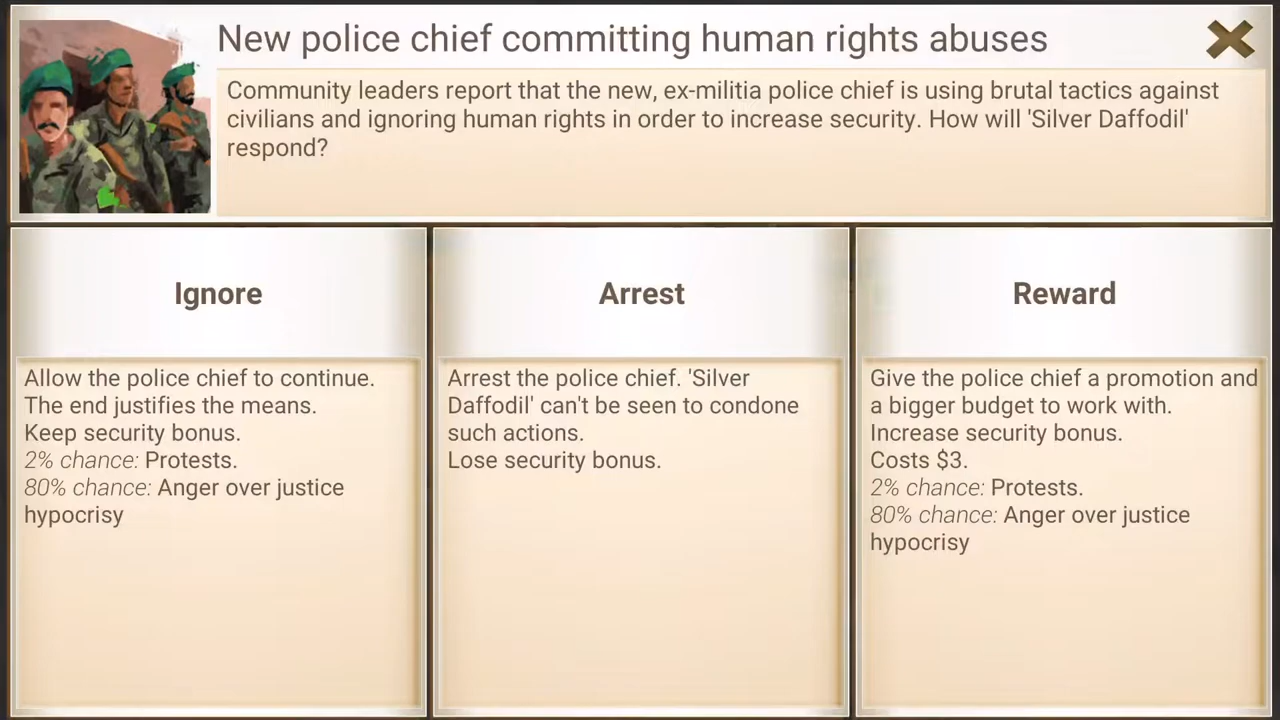 New police chief committing human rights abuses
Community leaders report that the new, ex-militia police chief is using brutal tactics against
civilians and ignoring human rights in order to increase security. How will 'Silver Daffodil'
respond?
Ignore
Allow the police chief to continue.
The end justifies the means.
Keep security bonus.
2% chance: Protests.
80% chance: Anger over justice
hypocrisy
Arrest
Arrest the police chief. 'Silver
Daffodil' can't be seen to condone
such actions.
Lose security bonus.
Reward
Give the police chief a promotion and
a bigger budget to work with.
Increase security bonus.
Costs $3.
2% chance: Protests.
80% chance: Anger over justice
hypocrisy